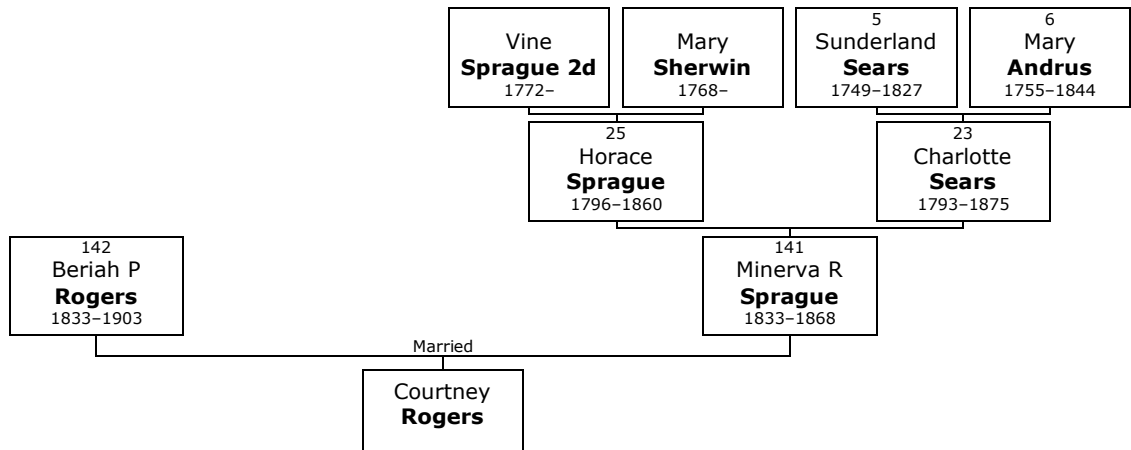 Vine
Sprague 2d
1772–
Mary
Sherwin
1768–
5
Sunderland
Sears
1749–1827
6
Mary
Andrus
1755–1844
25
Horace
Sprague
1796–1860
23
Charlotte
Sears
1793–1875
142
Beriah P
Rogers
1833–1903
141
Minerva R
Sprague
1833–1868
Married
Courtney
Rogers